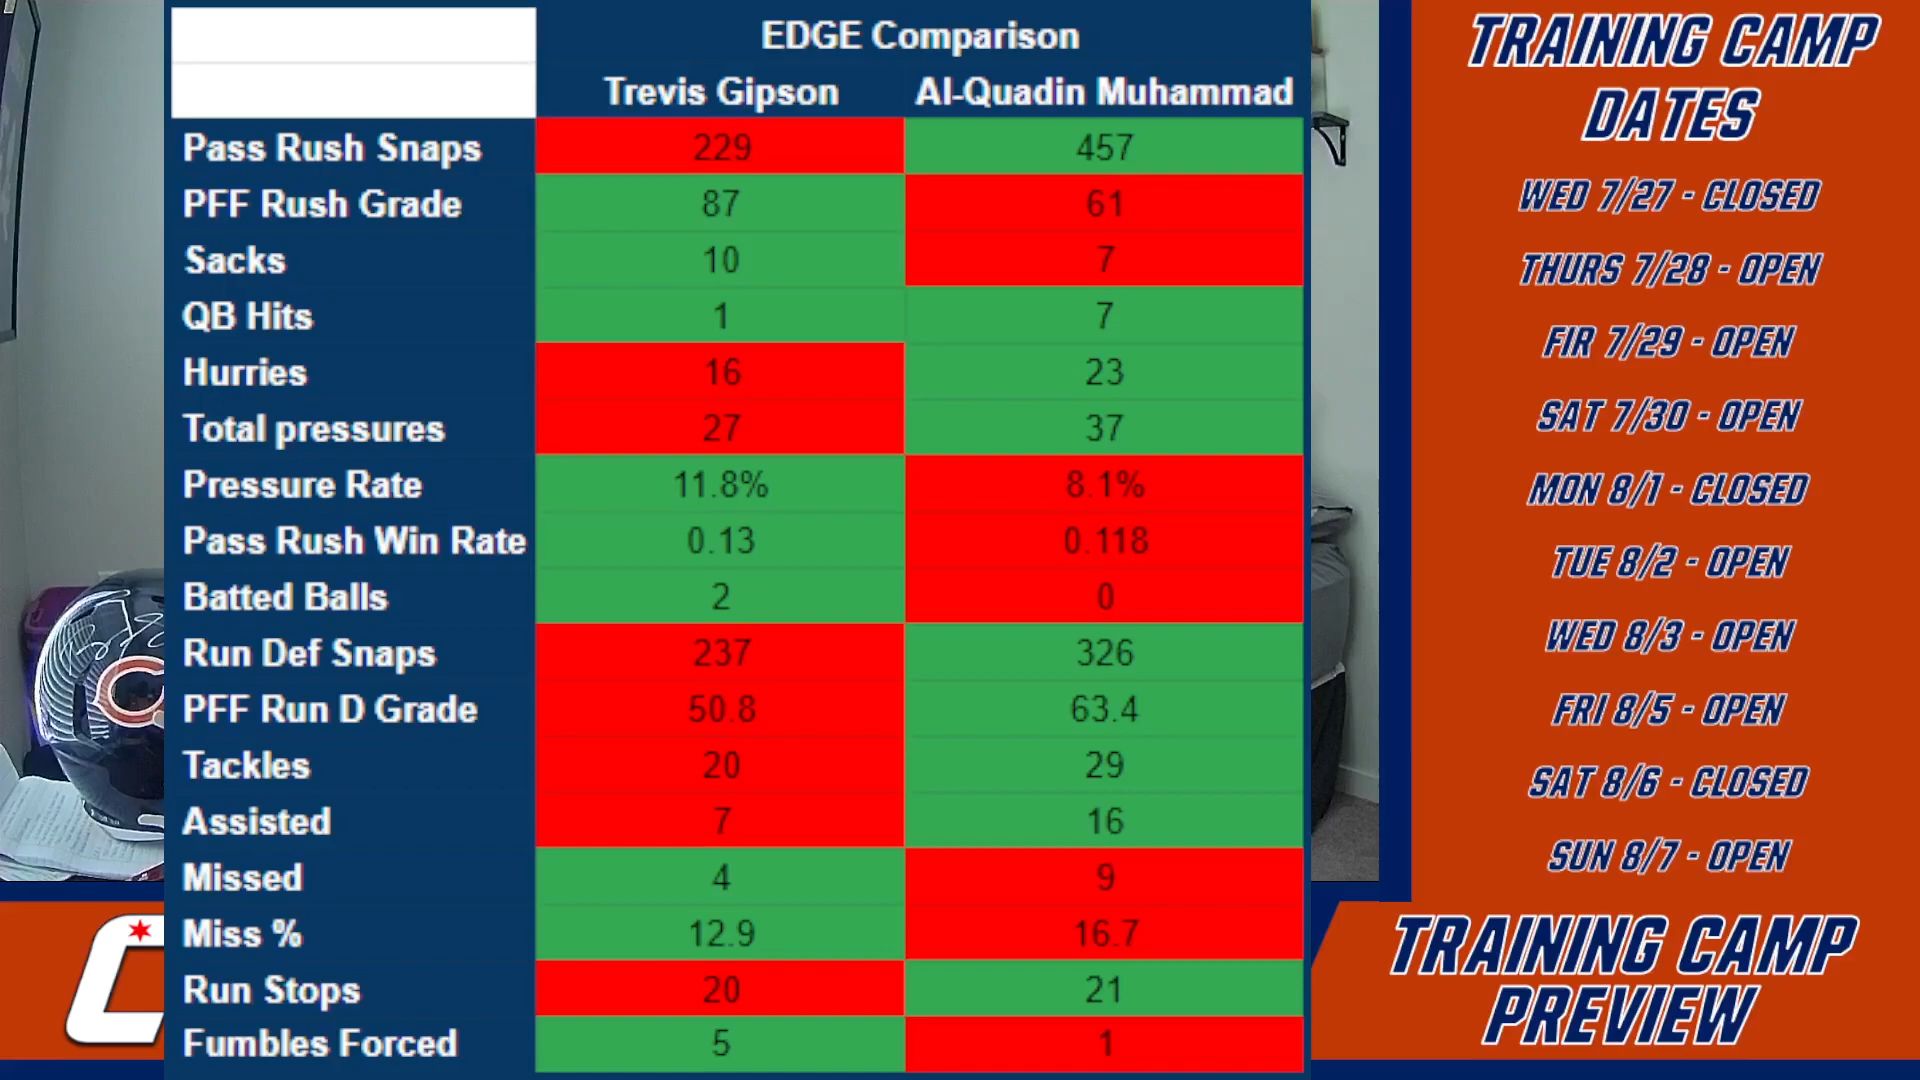 EDGE Comparison
Trevis Gipson Al-Quadin Muhammad
Pass Rush Snaps 229 457
PFF Rush Grade 87 61
Sacks 10 7
QB Hits 1 7
Hurries 16 23
Total pressures 27 37
Pressure Rate 11.8% 8.1%
Pass Rush Win Rate 0.13 0.118
Batted Balls 2 0
Run Def Snaps 237 326
PFF Run D Grade 50.8 63.4
Tackles 20 29
Assisted 7 16
Missed 4 9
Miss % 12.9 16.7
Run Stops 20 21
Fumbles Forced 5 1
TRAINING CAMP
DATES
WED 7/27 - CLOSED
THURS 7/28 - OPEN
FIR 7/29 - OPEN
SAT 7/30 - OPEN
MON 8/1 - CLOSED
TUE 8/2 - OPEN
WED 8/3 - OPEN
FRI 8/5 - OPEN
SAT 8/6 - CLOSED
SUN 8/7 - OPEN
TRAINING CAMP
PREVIEW